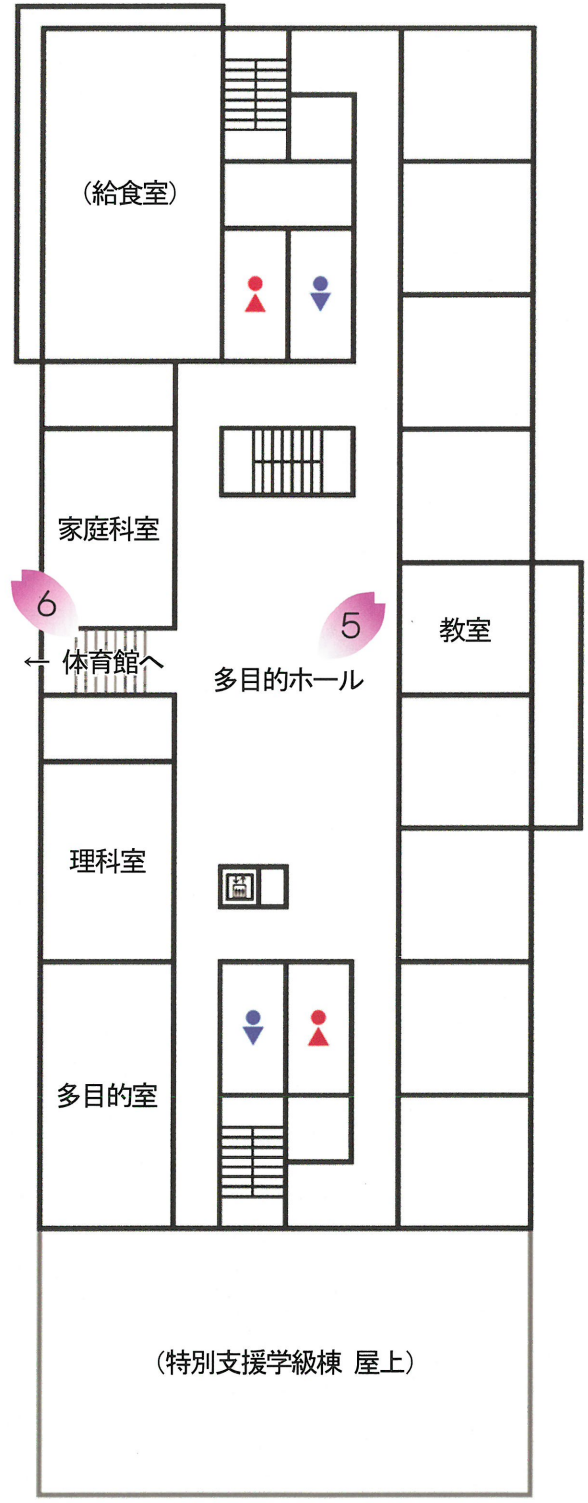 （給食室）
家庭科室
6
5
教室
← 体育館へ
多目的ホール
理科室
多目的室
（特別支援学級棟 屋上）